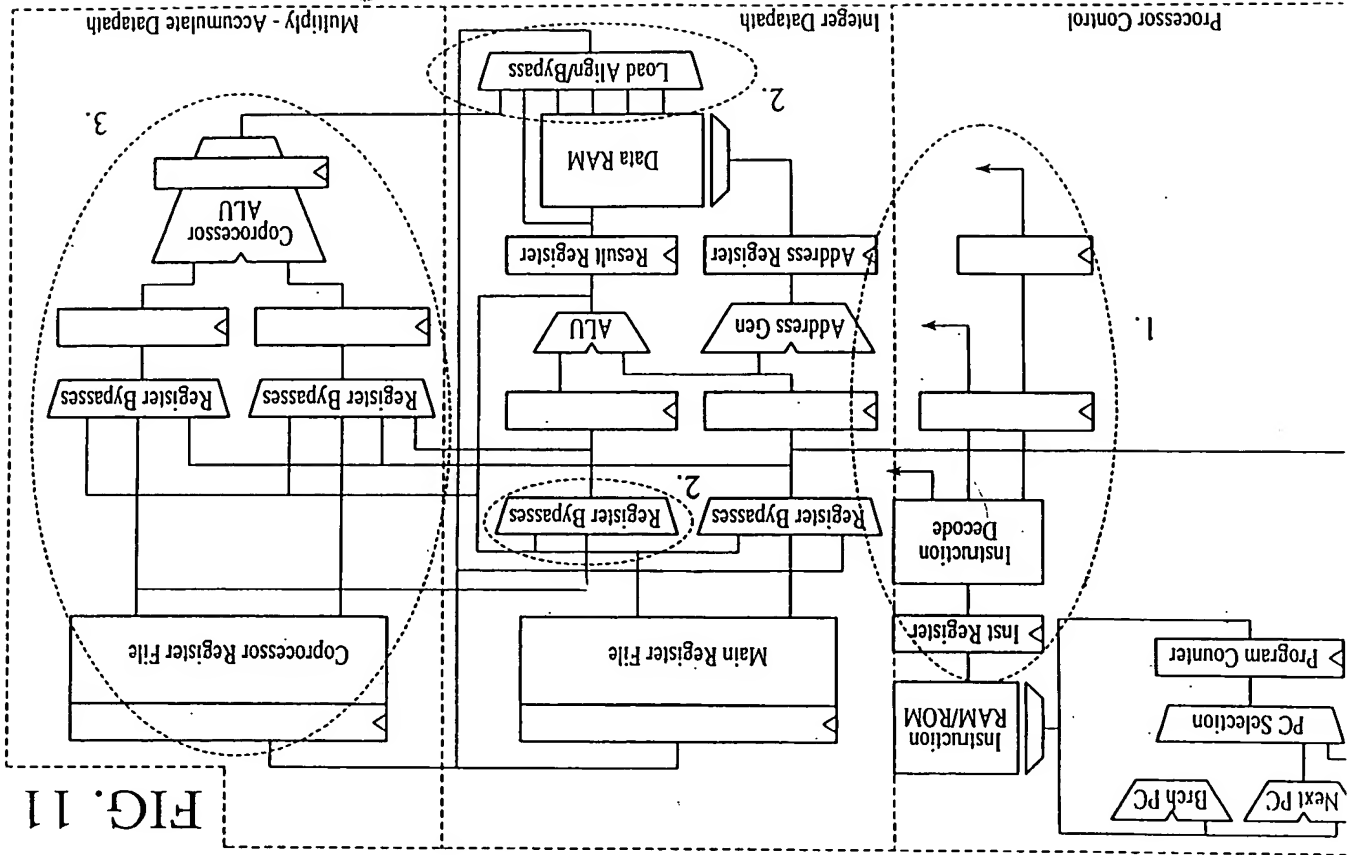 FIG. 11
Next PC
Brch PC
PC Selection
Program Counter
Instruction
RAM/ROM
Inst Register
Instruction
Decode
1.
Processor Control
Main Register File
Register Bypasses
Register Bypasses
2.
Address Gen
ALU
Address Register
Result Register
Data RAM
2.
Load Align/Bypass
Integer Datapath
Coprocessor Register File
Register Bypasses
Register Bypasses
Coprocessor
ALU
3.
Multiply - Accumulate Datapath